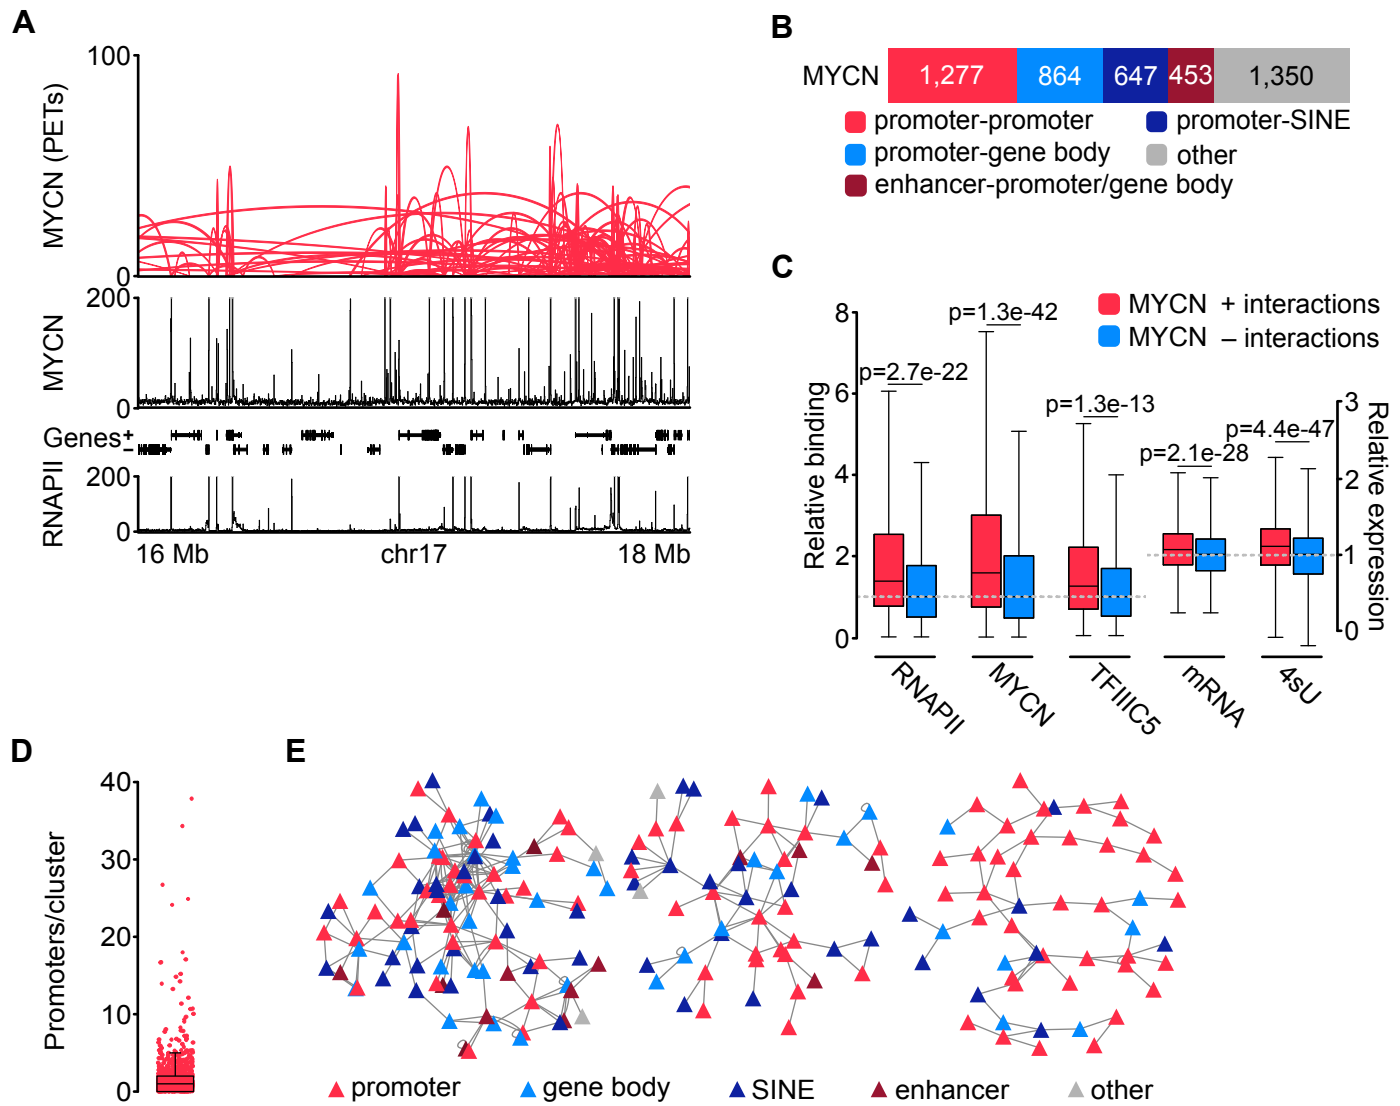 A
MYCN (PETs)
100
0
MYCN
200
0
Genes
+
–
RNAPII
200
0
16 Mb
chr17
18 Mb
B
MYCN
1,277
864
647
453
1,350
promoter-promoter
promoter-SINE
promoter-gene body
other
enhancer-promoter/gene body
C
MYCN + interactions
MYCN – interactions
Relative binding
8
6
4
2
0
p=2.7e-22
p=1.3e-42
p=1.3e-13
p=2.1e-28
p=4.4e-47
3
2
1
0
Relative expression
RNAPII
MYCN
TFIIIC5
mRNA
4sU
D
Promoters/cluster
40
30
20
10
0
E
promoter
gene body
SINE
enhancer
other